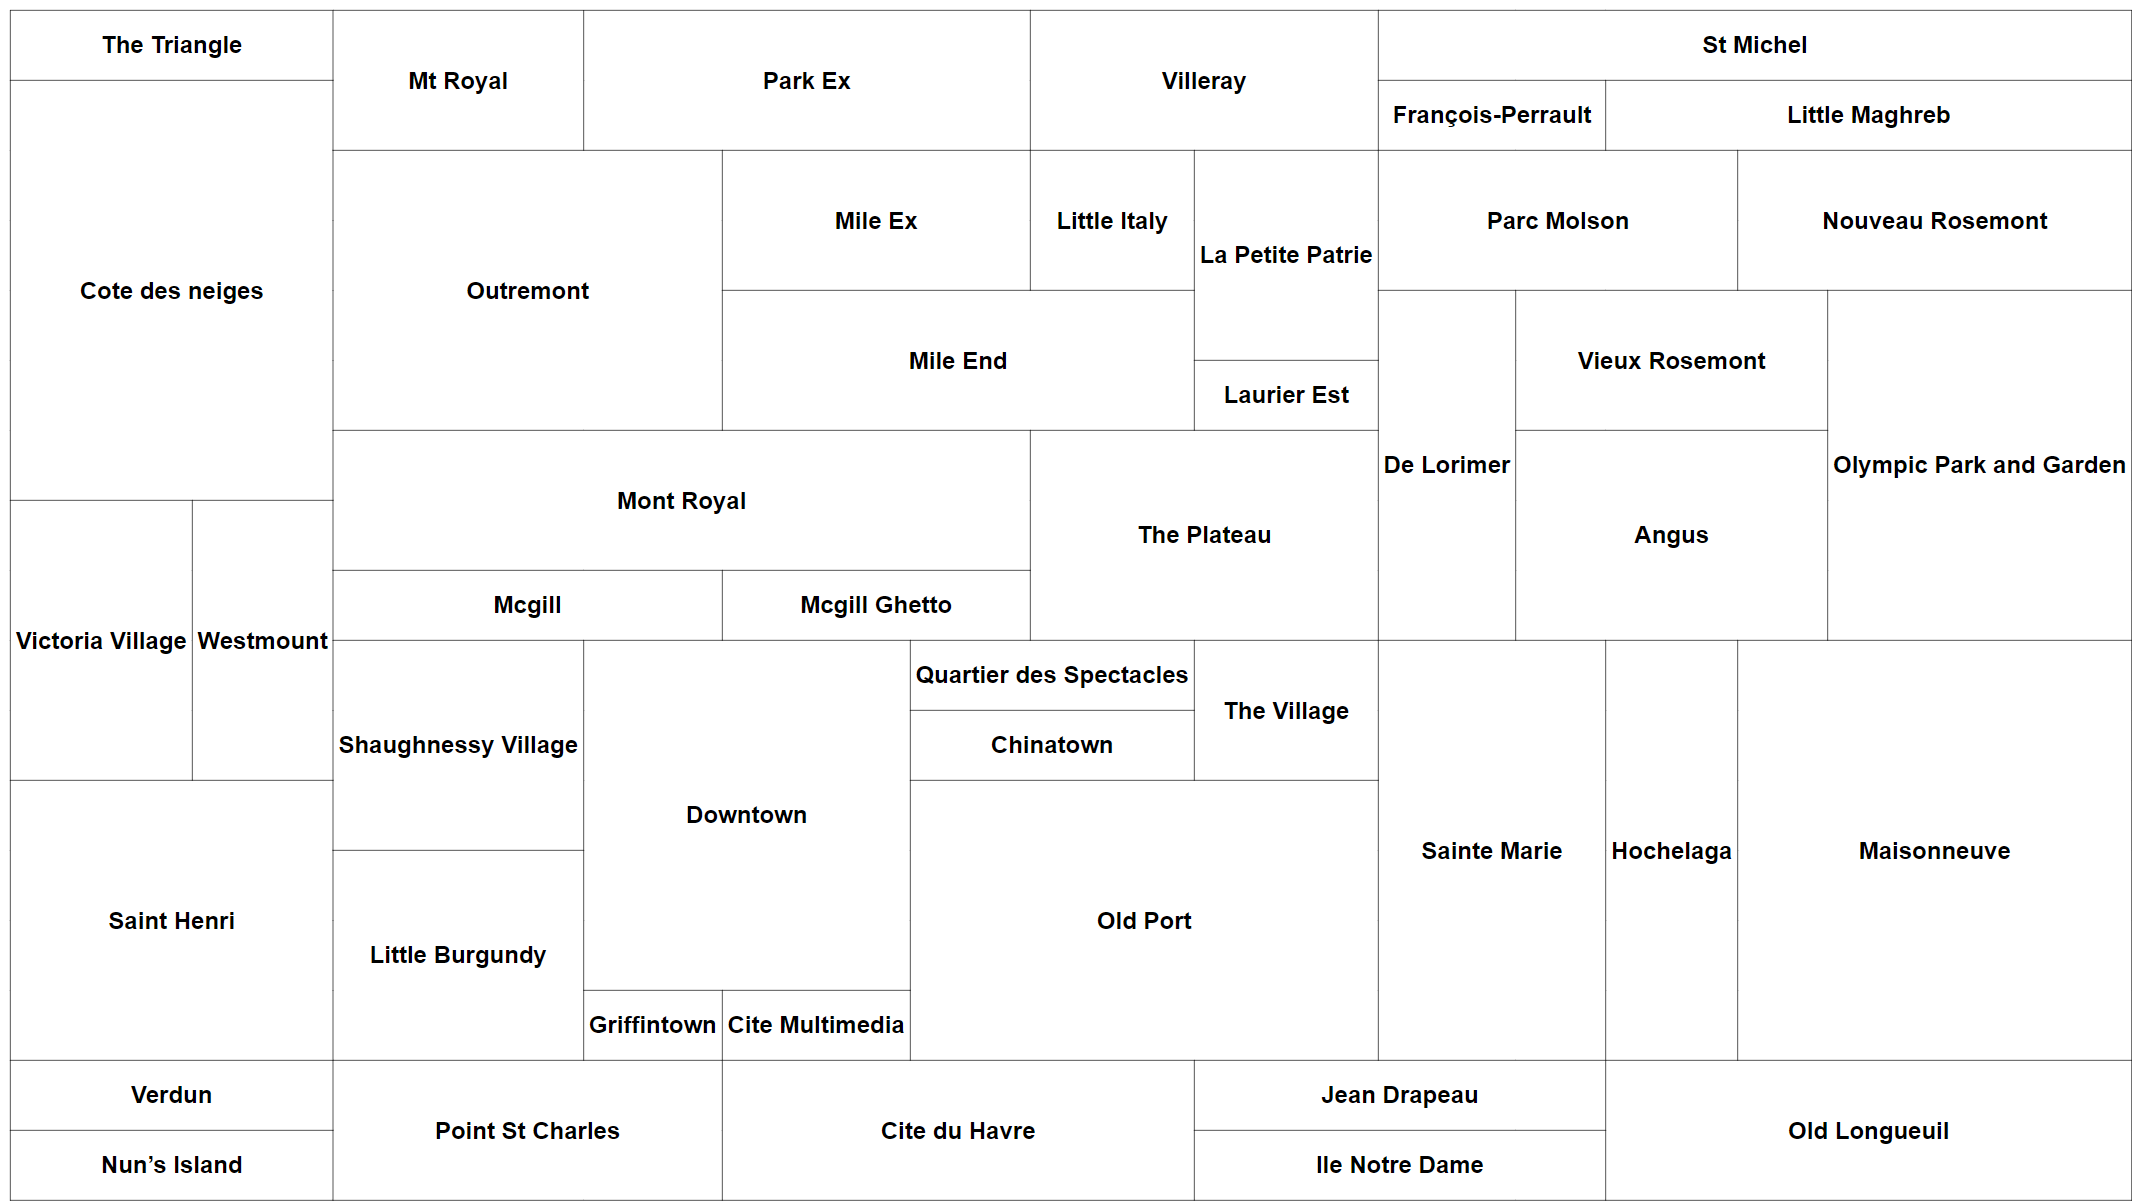 The Triangle
Mt Royal
Park Ex
Villeray
St Michel
François-Perrault
Little Maghreb
Cote des neiges
Outremont
Mile Ex
Little Italy
La Petite Patrie
Parc Molson
Nouveau Rosemont
Mile End
Laurier Est
De Lorimer
Vieux Rosemont
Olympic Park and Garden
Mont Royal
The Plateau
Angus
Victoria Village
Westmount
Mcgill
Mcgill Ghetto
Shaughnessy Village
Downtown
Quartier des Spectacles
The Village
Chinatown
Sainte Marie
Hochelaga
Maisonneuve
Saint Henri
Little Burgundy
Old Port
Griffintown
Cite Multimedia
Verdun
Point St Charles
Cite du Havre
Jean Drapeau
Old Longueuil
Nun’s Island
Ile Notre Dame